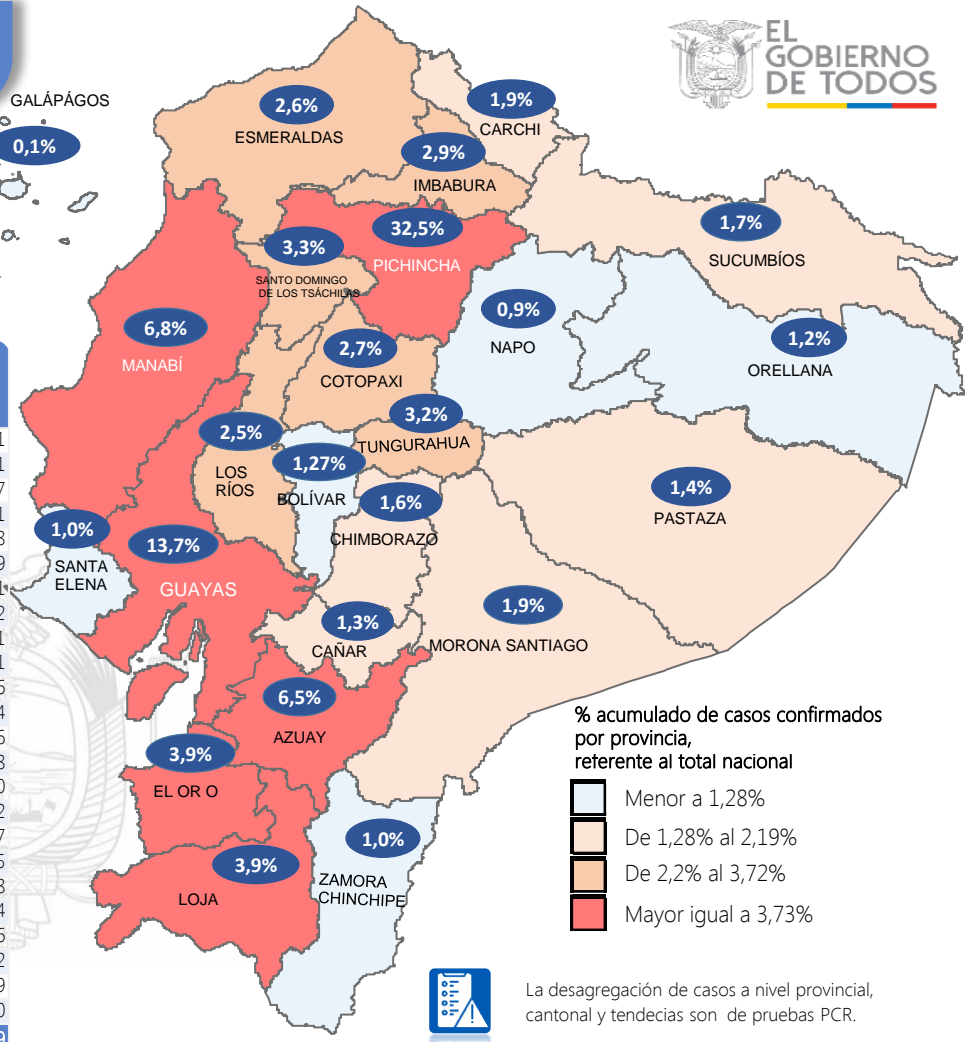 EL
GOBIERNO
DE TODOS
GALÁPÁGOS
0,1%
2,6%
ESMERALDAS
1,9%
CARCHI
2,9%
IMBABURA
1,7%
SUCUMBÍOS
32,5%
PICHINCHA
3,3%
SANTO DOMINGO
DE LOS TSÁCHILAS
0,9%
NAPO
1,2%
ORELLANA
6,8%
MANABÍ
2,7%
COTOPAXI
3,2%
TUNGURAHUA
2,5%
LOS
RÍOS
1,27%
BOLÍVAR
1,6%
CHIMBORAZO
1,4%
PASTAZA
1,0%
SANTA
ELENA
13,7%
GUAYAS
1,3%
CAÑAR
1,9%
MORONA SANTIAGO
6,5%
AZUAY
3,9%
EL OR O
3,9%
LOJA
1,0%
ZAMORA
CHINCHIPE
% acumulado de casos confirmados
por provincia,
referente al total nacional
Menor a 1,28%
De 1,28% al 2,19%
De 2,2% al 3,72%
Mayor igual a 3,73%
La desagregación de casos a nivel provincial,
cantonal y tendecias son de pruebas PCR.